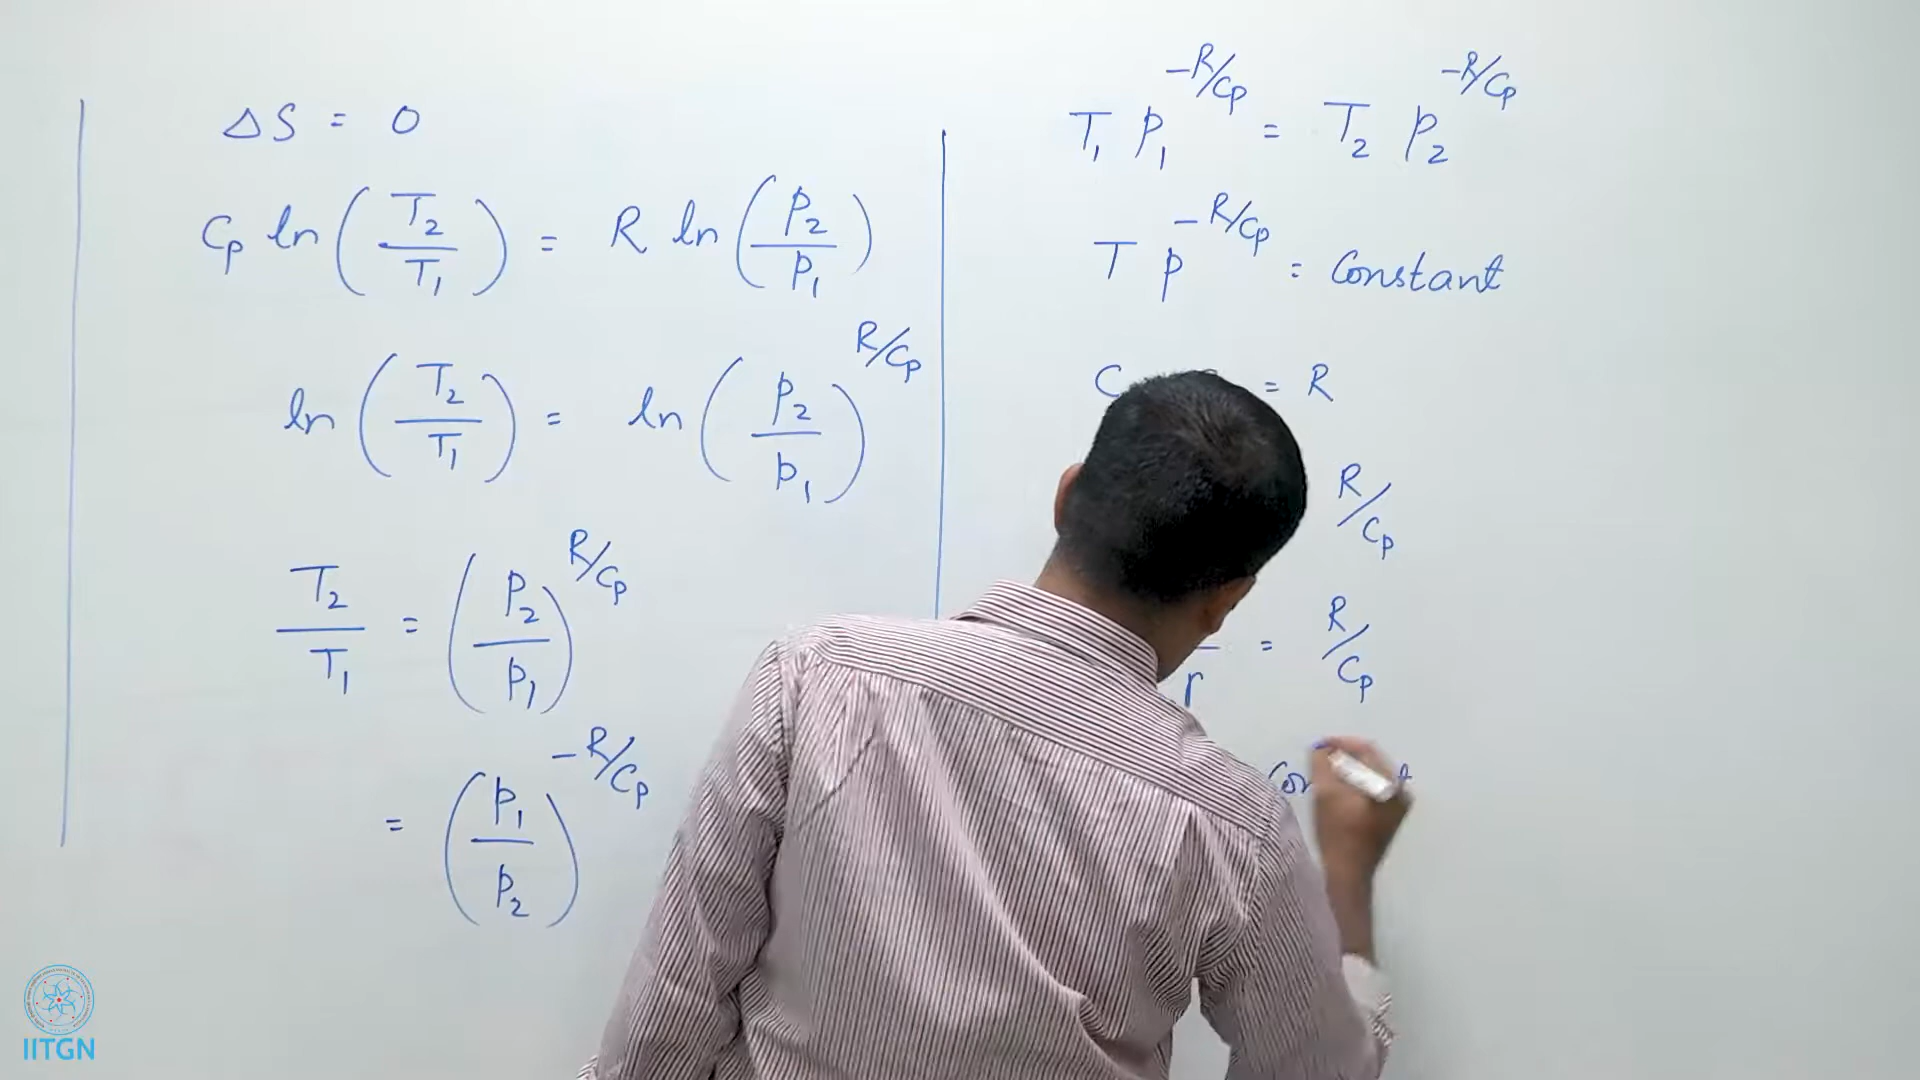 ΔS = 0
Cp ln (T2/T1) = R ln (p2/p1)
ln (T2/T1) = ln (p2/p1)^R/Cp
T2/T1 = (p2/p1)^R/Cp
= (p1/p2)^-R/Cp
T1 p1^-R/Cp = T2 p2^-R/Cp
T p^-R/Cp = Constant
C = R
R/Cp
r = R/Cp
IITGN